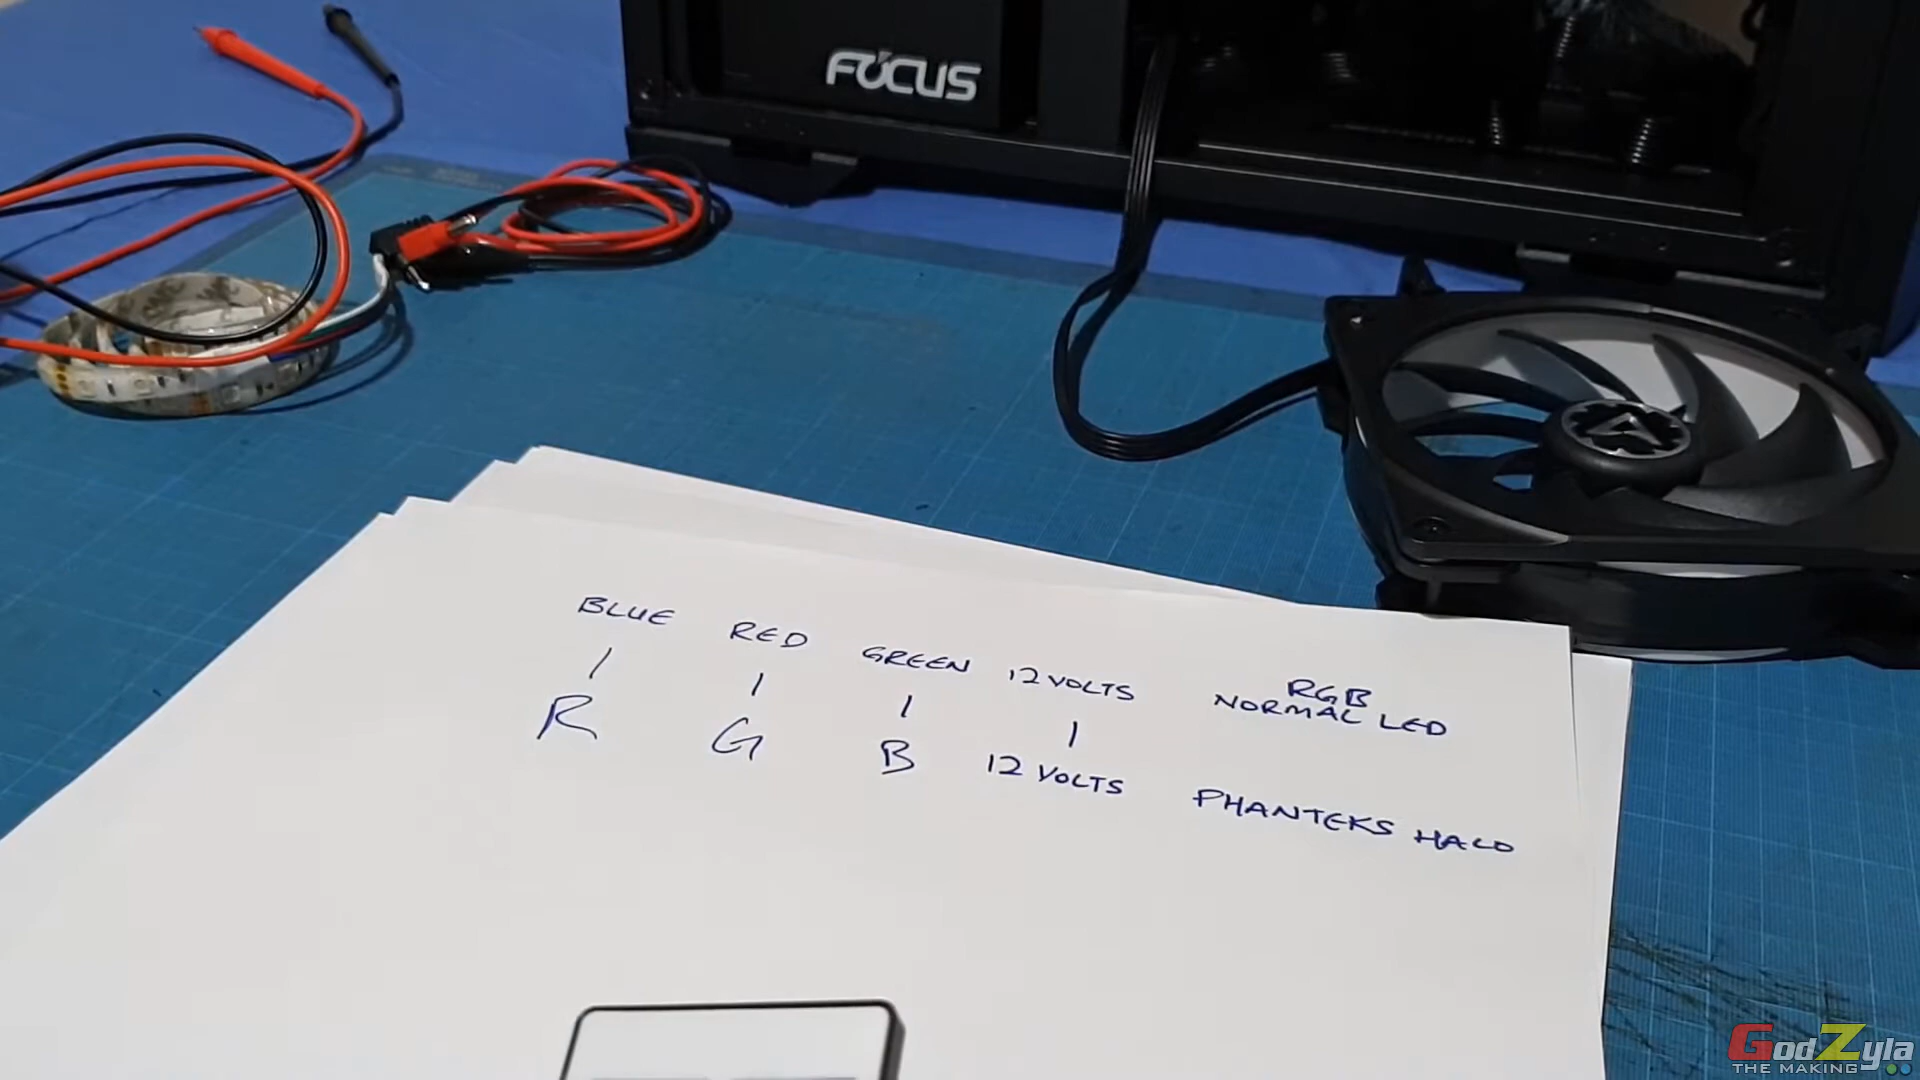 FOCUS
BLUE RED GREEN 12 VOLTS RGB NORMAL LED
R G B 12 VOLTS PHANTEKS HALO
GodZyla
THE MAKING